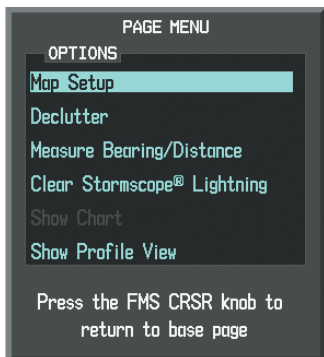 PAGE MENU
OPTIONS
Map Setup
Declutter
Measure Bearing/Distance
Clear Stormscope® Lightning
Show Chart
Show Profile View
Press the FMS CRSR knob to
return to base page